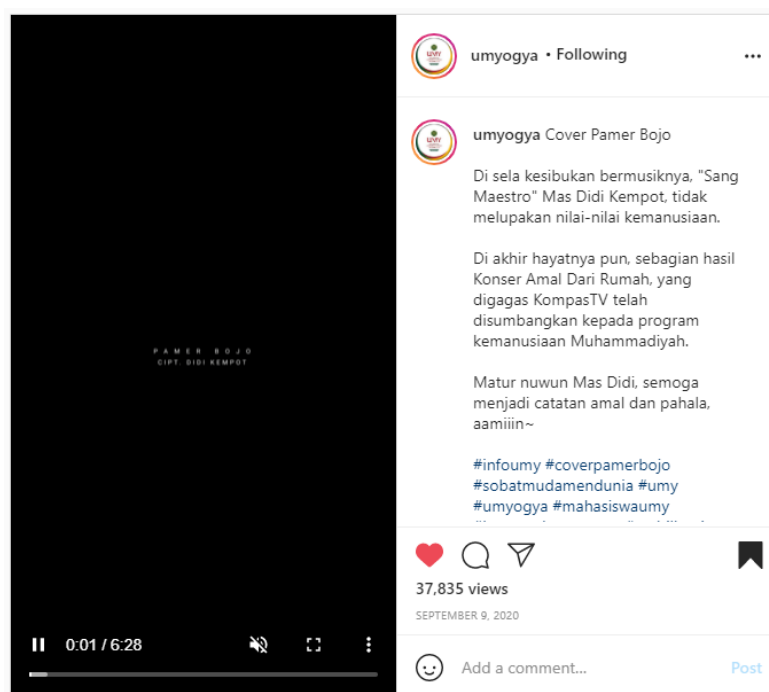 PAMER BOJO
CIPT. DIDI KEMPOT
0:01 / 6:28
umyogya • Following
umyogya Cover Pamer Bojo
Di sela kesibukan bermusiknya, "Sang
Maestro" Mas Didi Kempot, tidak
melupakan nilai-nilai kemanusiaan.
Di akhir hayatnya pun, sebagian hasil
Konser Amal Dari Rumah, yang
digagas KompasTV telah
disumbangkan kepada program
kemanusiaan Muhammadiyah.
Matur nuwun Mas Didi, semoga
menjadi catatan amal dan pahala,
aamiiin~
#infoumy #coverpamerbojo
#sobatmudamendunia #umy
#umyogya #mahasiswaumy
37,835 views
SEPTEMBER 9, 2020
Add a comment...
Post